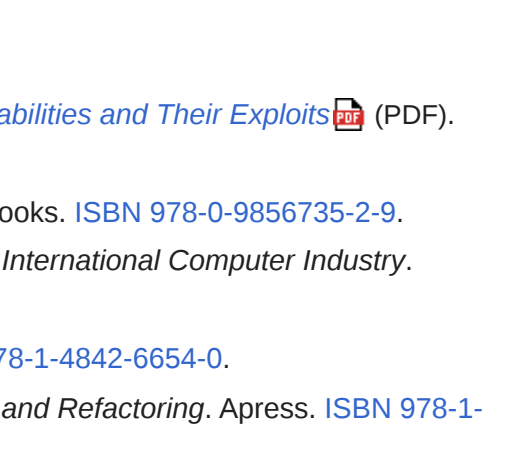 abilities and Their Exploits PDF (PDF).
ooks. ISBN 978-0-9856735-2-9.
International Computer Industry.
78-1-4842-6654-0.
and Refactoring. Apress. ISBN 978-1-